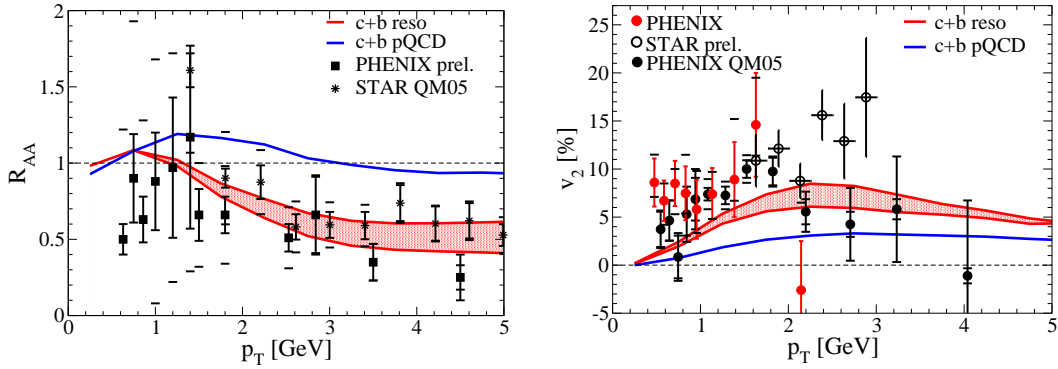 2
1.5
1
0.5
0
R_AA
c+b reso
c+b pQCD
PHENIX prel.
STAR QM05
0 1 2 3 4 5
p_T [GeV]
25
20
15
10
5
0
-5
v_2 [%]
PHENIX
STAR prel.
PHENIX QM05
c+b reso
c+b pQCD
0 1 2 3 4 5
p_T [GeV]